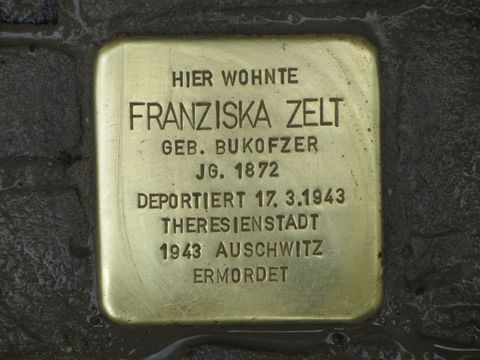 HIER WOHNTE
FRANZISKA ZELT
GEB. BUKOFZER
JG. 1872
DEPORTIERT 17. 3. 1943
THERESIENSTADT
1943 AUSCHWITZ
ERMORDET